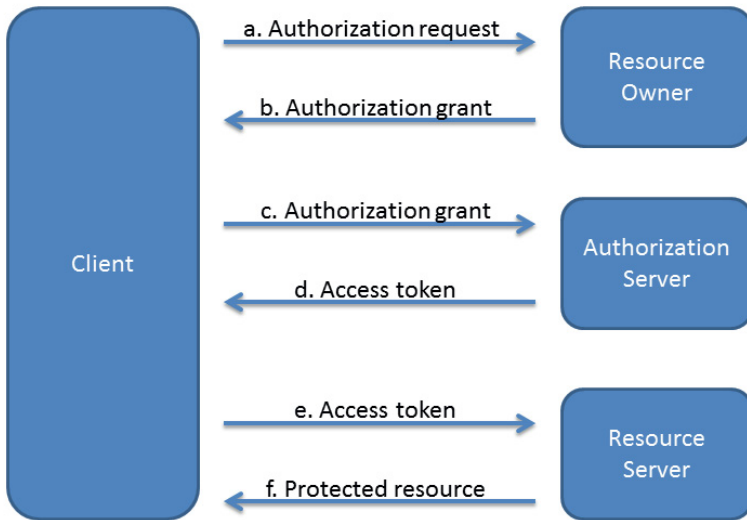 a. Authorization request
Resource
Owner
b. Authorization grant
Client
c. Authorization grant
Authorization
Server
d. Access token
e. Access token
Resource
Server
f. Protected resource